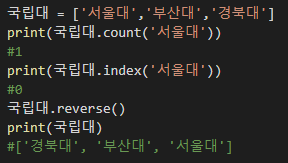 국립대 = ['서울대','부산대','경북대']
print(국립대.count('서울대'))
#1
print(국립대.index('서울대'))
#0
국립대.reverse()
print(국립대)
#['경북대', '부산대', '서울대']